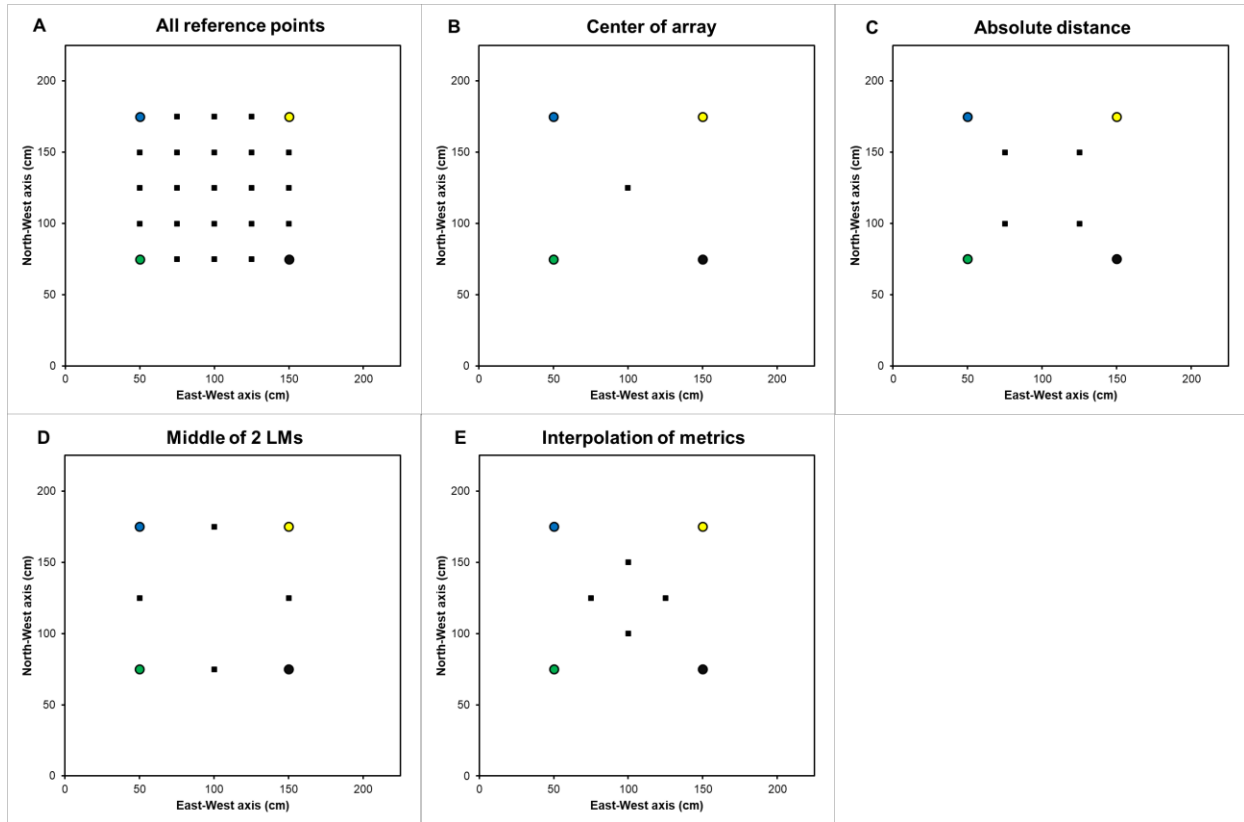 A All reference points
North-West axis (cm)
200
150
100
50
0
0 50 100 150 200
East-West axis (cm)
B Center of array
North-West axis (cm)
200
150
100
50
0
0 50 100 150 200
East-West axis (cm)
C Absolute distance
North-West axis (cm)
200
150
100
50
0
0 50 100 150 200
East-West axis (cm)
D Middle of 2 LMs
North-West axis (cm)
200
150
100
50
0
0 50 100 150 200
East-West axis (cm)
E Interpolation of metrics
North-West axis (cm)
200
150
100
50
0
0 50 100 150 200
East-West axis (cm)